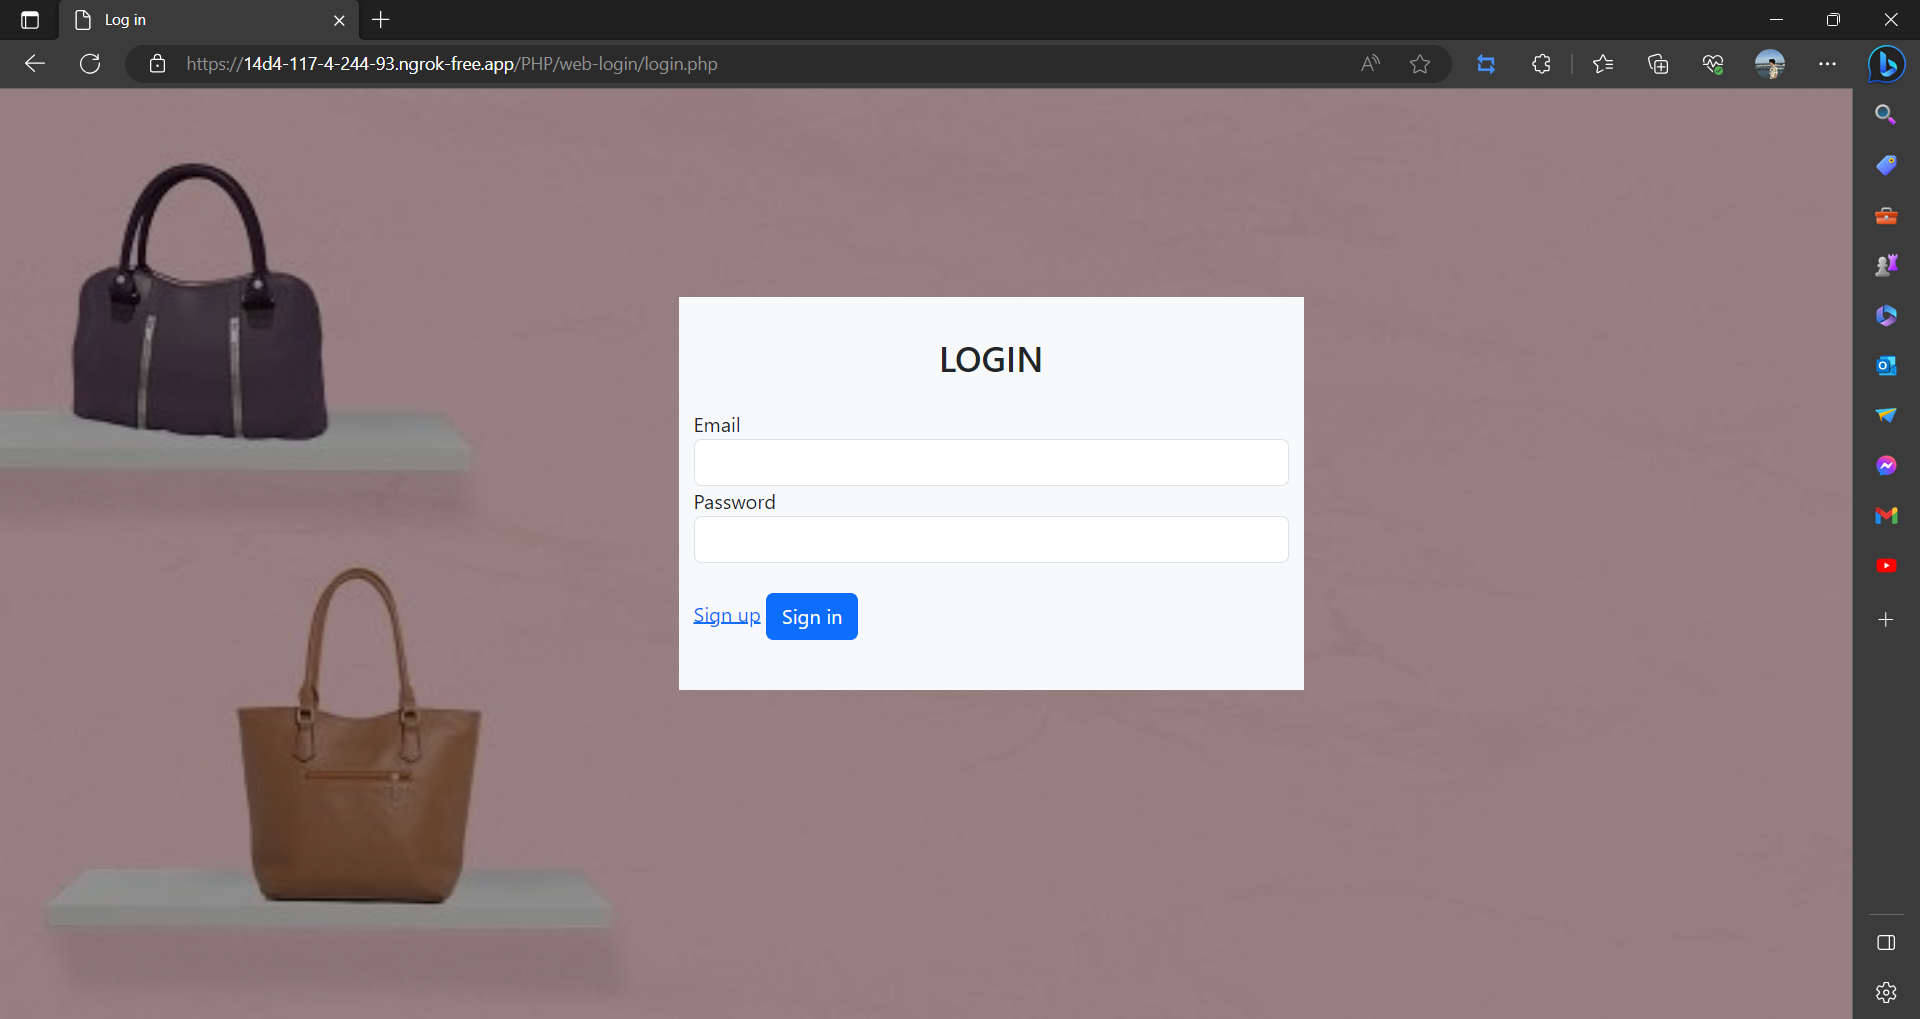 Log in
https://14d4-117-4-244-93.ngrok-free.app/PHP/web-login/login.php
LOGIN
Email
Password
Sign up Sign in